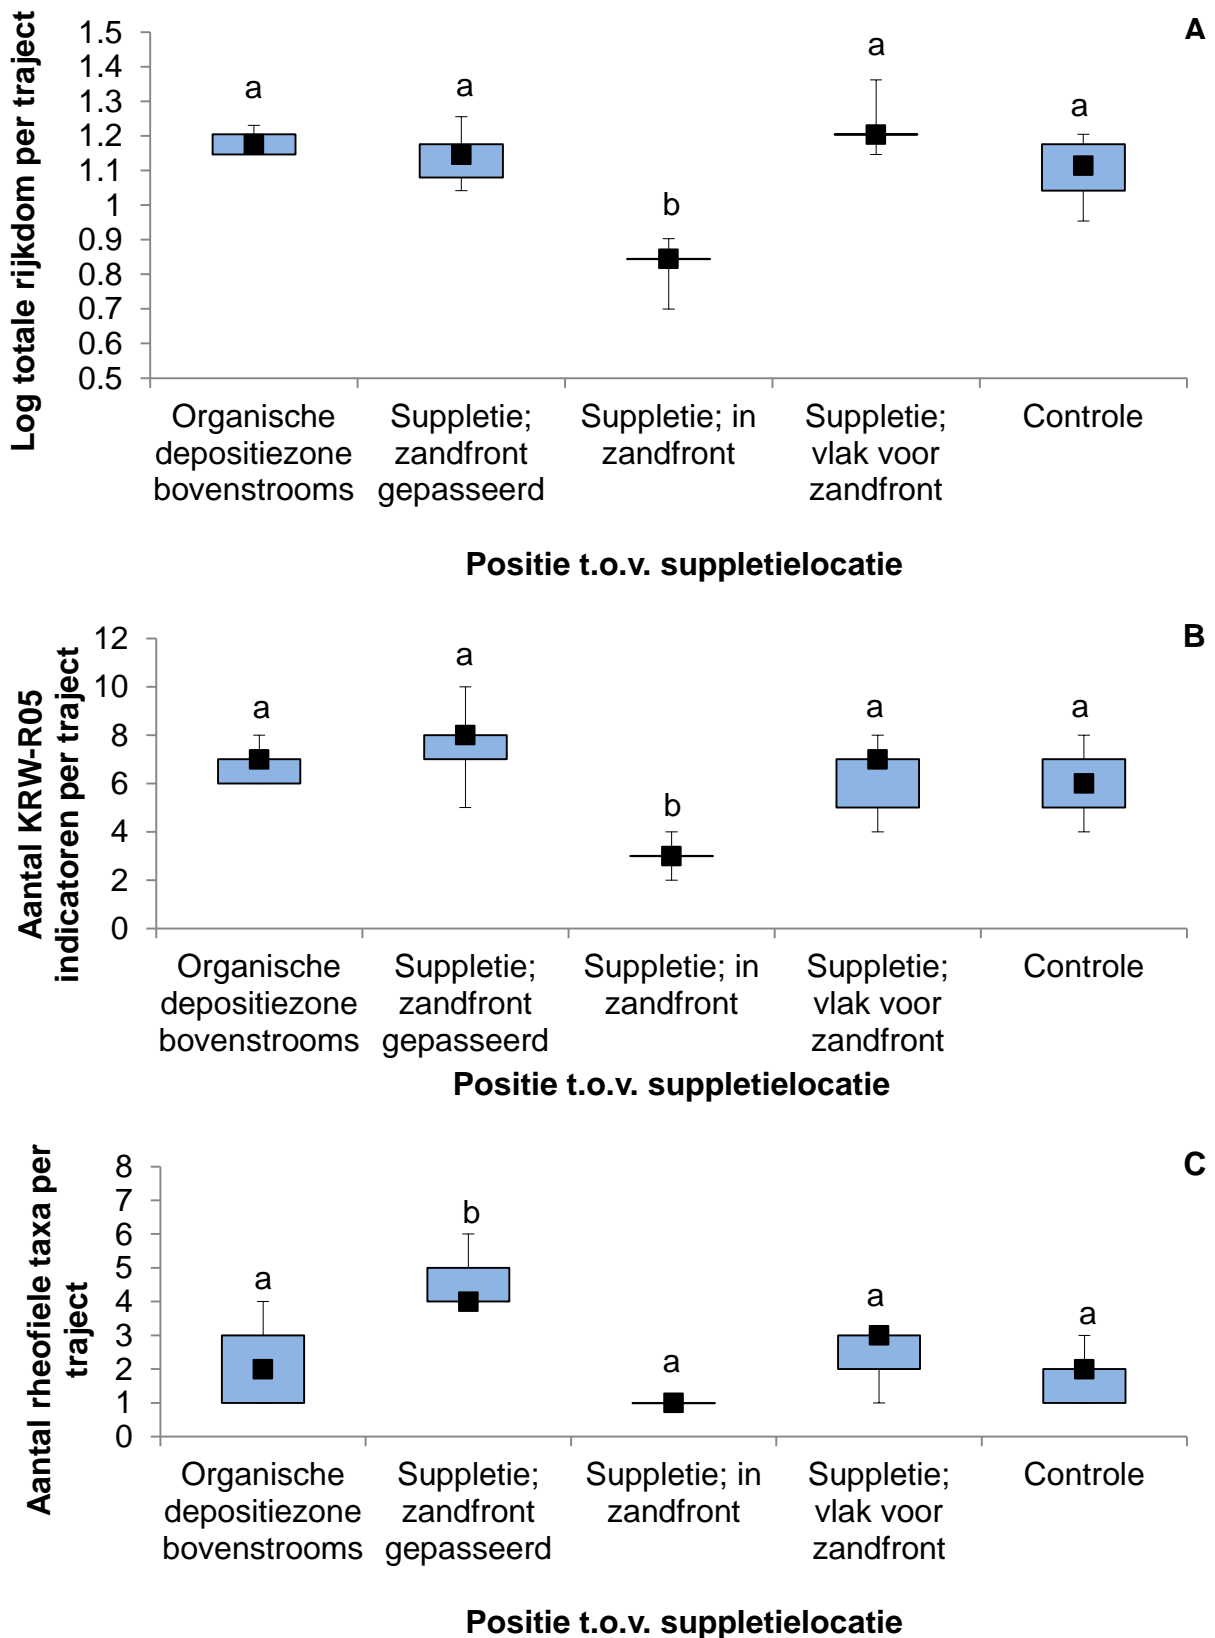 A
Log totale rijkdom per traject
1.5
1.4
1.3
1.2
1.1
1
0.9
0.8
0.7
0.6
0.5
a
a
b
a
a
Organische
depositiezone
bovenstrooms
Suppletie;
zandfront
gepasseerd
Suppletie; in
zandfront
Suppletie;
vlak voor
zandfront
Controle
Positie t.o.v. suppletielocatie
B
Aantal KRW-R05
indicatoren per traject
12
10
8
6
4
2
0
a
a
b
a
a
Organische
depositiezone
bovenstrooms
Suppletie;
zandfront
gepasseerd
Suppletie; in
zandfront
Suppletie;
vlak voor
zandfront
Controle
Positie t.o.v. suppletielocatie
C
Aantal rheofiele taxa per
traject
8
7
6
5
4
3
2
1
0
a
b
a
a
a
Organische
depositiezone
bovenstrooms
Suppletie;
zandfront
gepasseerd
Suppletie; in
zandfront
Suppletie;
vlak voor
zandfront
Controle
Positie t.o.v. suppletielocatie